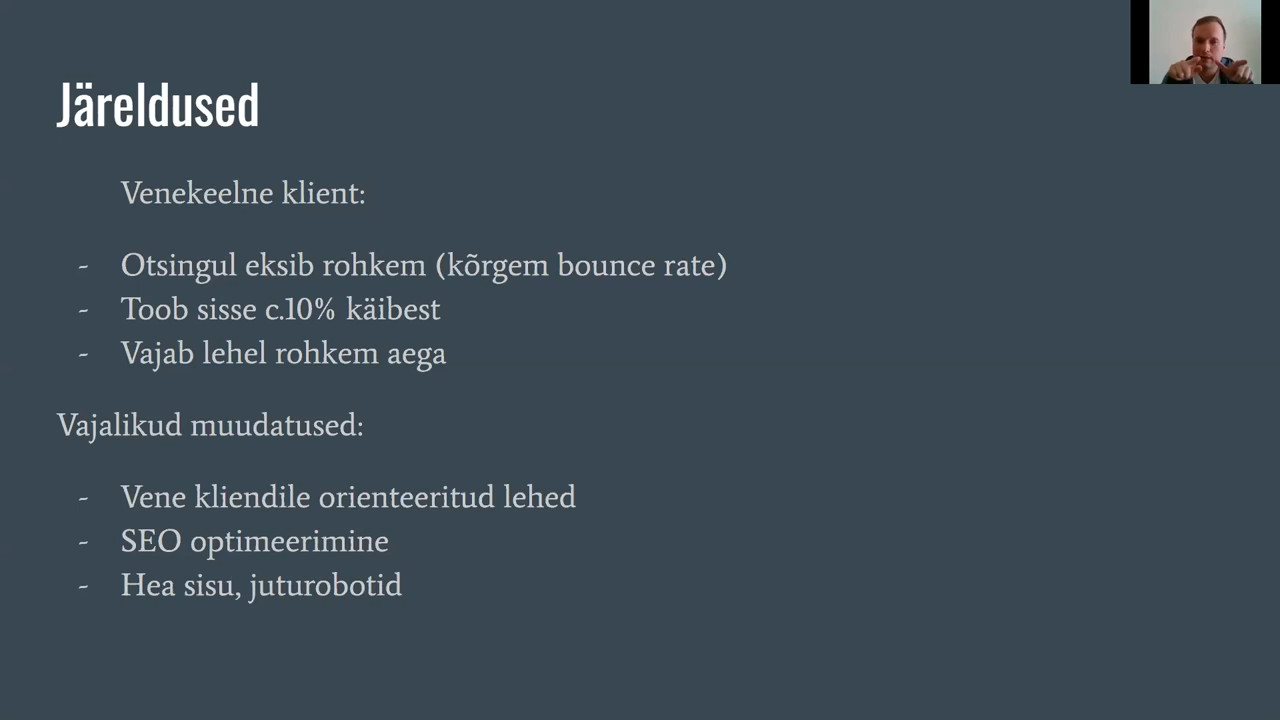 Järeldused
Venekeelne klient:
- Otsingul eksib rohkem (kõrgem bounce rate)
- Toob sisse c.10% käibest
- Vajab lehel rohkem aega
Vajalikud muudatused:
- Vene kliendile orienteeritud lehed
- SEO optimeerimine
- Hea sisu, juturobotid